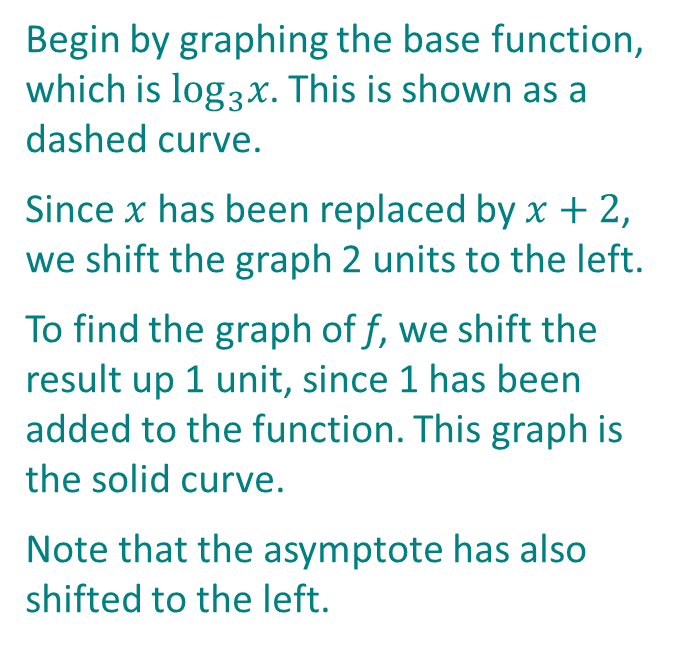 Begin by graphing the base function,
which is log₃x. This is shown as a
dashed curve.
Since x has been replaced by x + 2,
we shift the graph 2 units to the left.
To find the graph of f, we shift the
result up 1 unit, since 1 has been
added to the function. This graph is
the solid curve.
Note that the asymptote has also
shifted to the left.